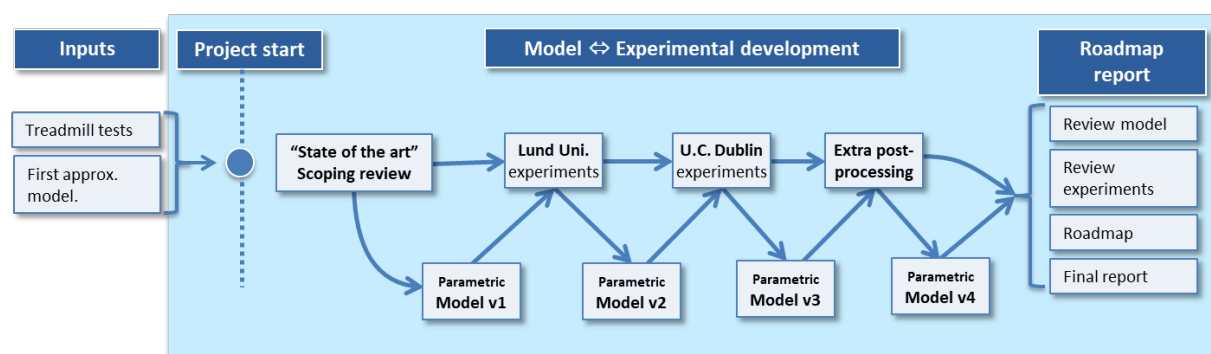 Inputs
Project start
Model ⇔ Experimental development
Roadmap
report
Treadmill tests
First approx.
model.
“State of the art”
Scoping review
Lund Uni.
experiments
U.C. Dublin
experiments
Extra post-
processing
Parametric
Model v1
Parametric
Model v2
Parametric
Model v3
Parametric
Model v4
Review model
Review
experiments
Roadmap
Final report